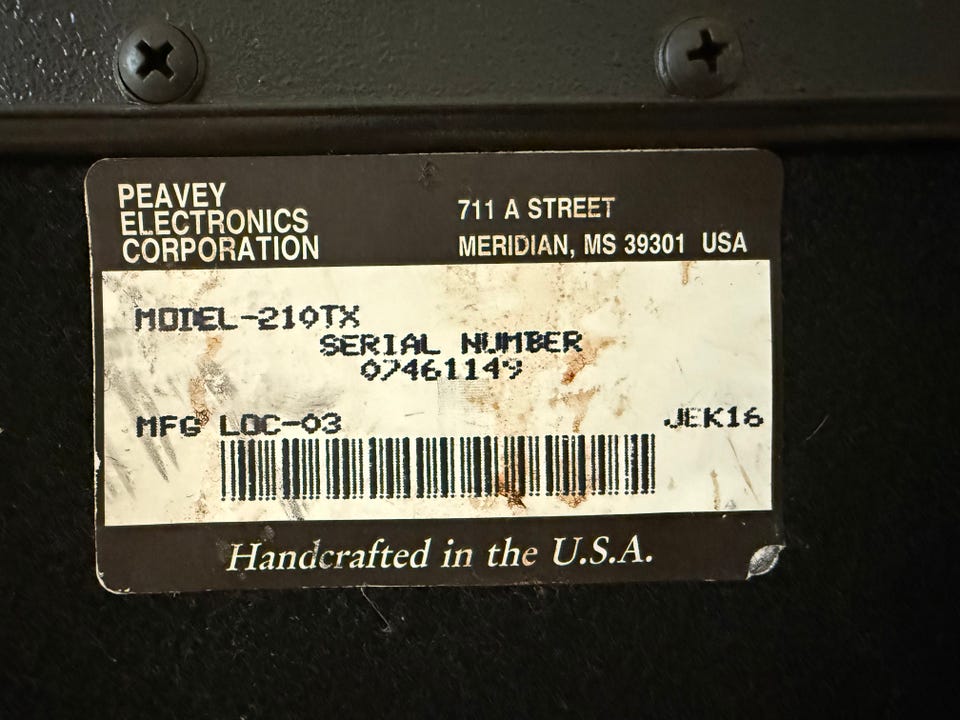 PEAVEY
ELECTRONICS
CORPORATION
711 A STREET
MERIDIAN, MS 39301 USA
MODEL-210TX
SERIAL NUMBER
07461149
MFG LOC-03
JEK16
Handcrafted in the U.S.A.